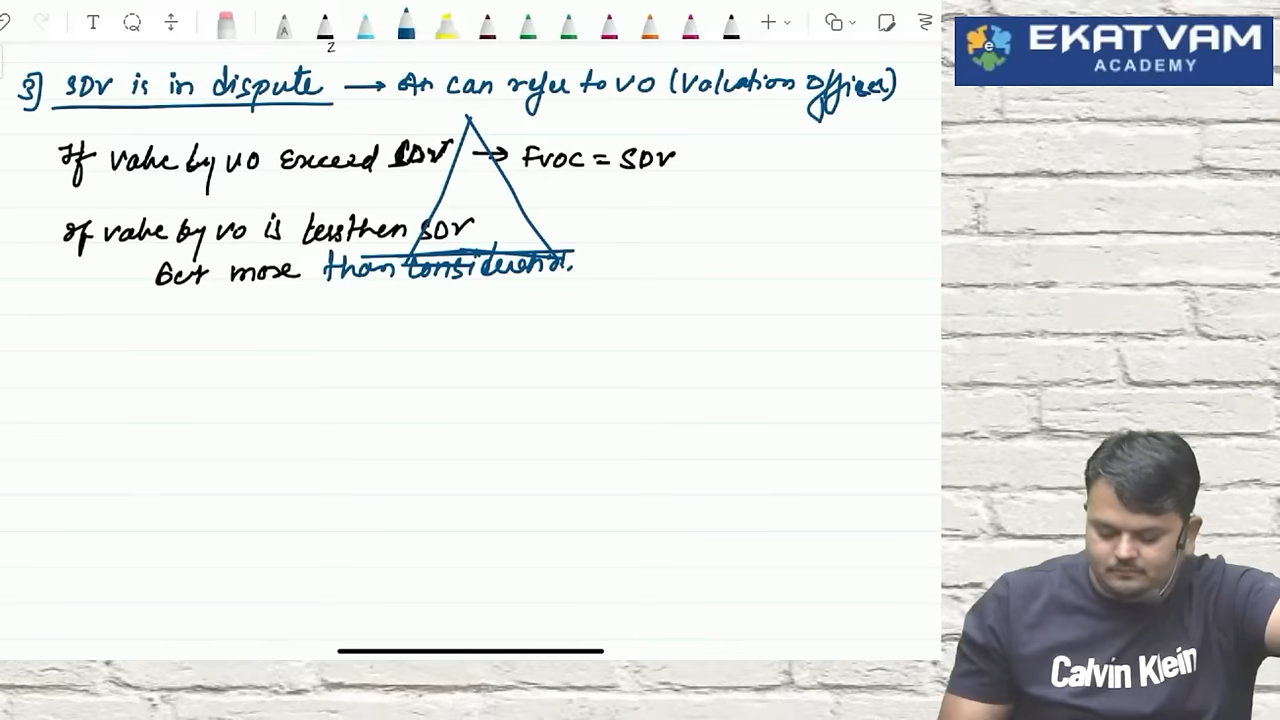 EKATVAM
ACADEMY
3] SDV is in dispute → AO can refer to VO (Valuation Officer)
If value by VO Exceed SDV → FVOC = SDV
If value by VO is less then SDV
But more than consideration.
Calvin Klein